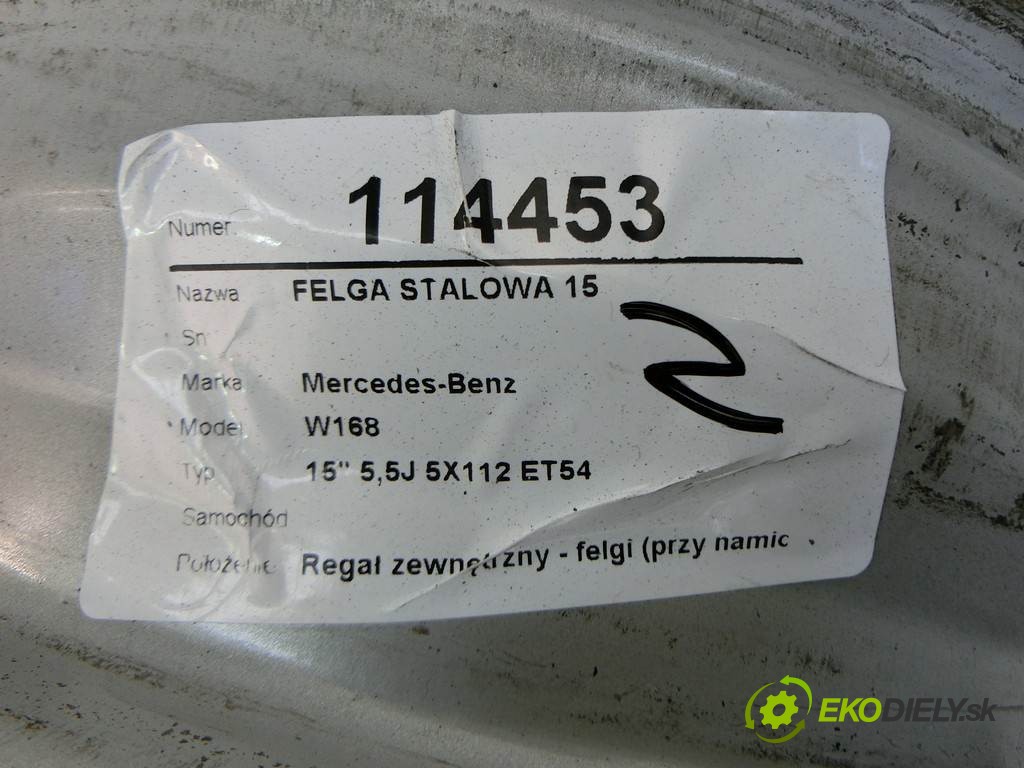 Numer. 114453
Nazwa FELGA STALOWA 15
Sn
Marka Mercedes-Benz
Model W168
Typ 15" 5,5J 5X112 ET54
Samochód
Położenie Regał zewnętrzny - felgi (przy namic
2
EKODIELY.sk